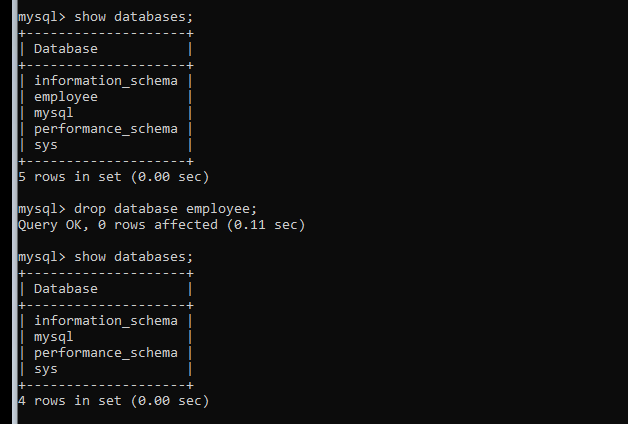 mysql> show databases;
+--------------------+
| Database           |
+--------------------+
| information_schema |
| employee           |
| mysql              |
| performance_schema |
| sys                |
+--------------------+
5 rows in set (0.00 sec)

mysql> drop database employee;
Query OK, 0 rows affected (0.11 sec)

mysql> show databases;
+--------------------+
| Database           |
+--------------------+
| information_schema |
| mysql              |
| performance_schema |
| sys                |
+--------------------+
4 rows in set (0.00 sec)